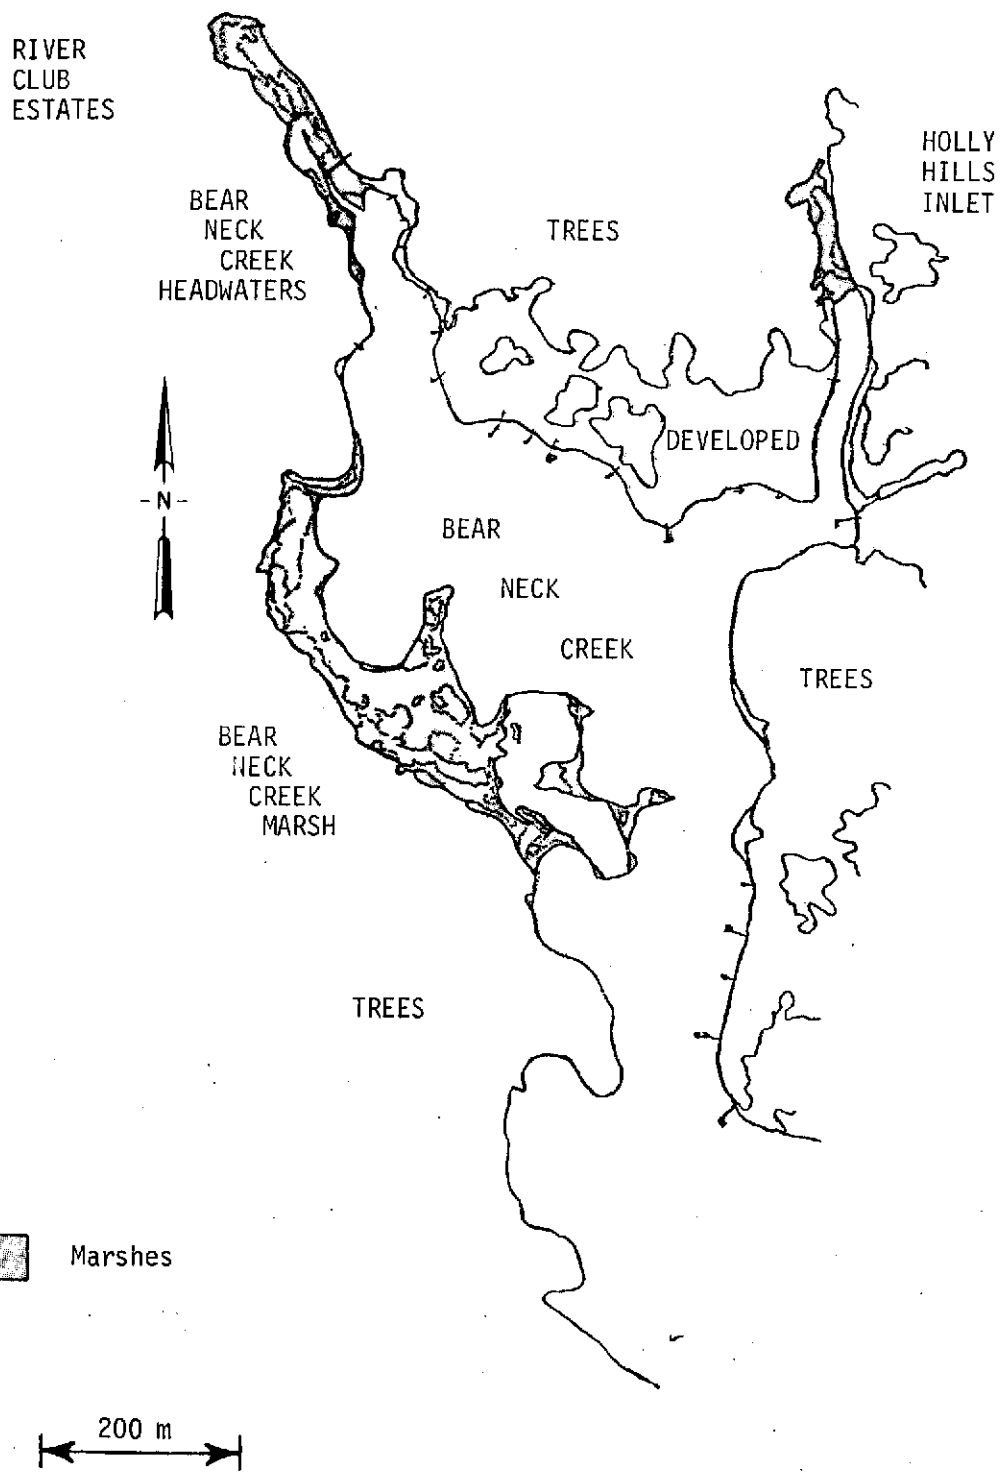 RIVER
CLUB
ESTATES
HOLLY
HILLS
INLET
BEAR
NECK
CREEK
HEADWATERS
TREES
DEVELOPED
- N -
BEAR
NECK
CREEK
TREES
BEAR
NECK
CREEK
MARSH
TREES
Marshes
200 m